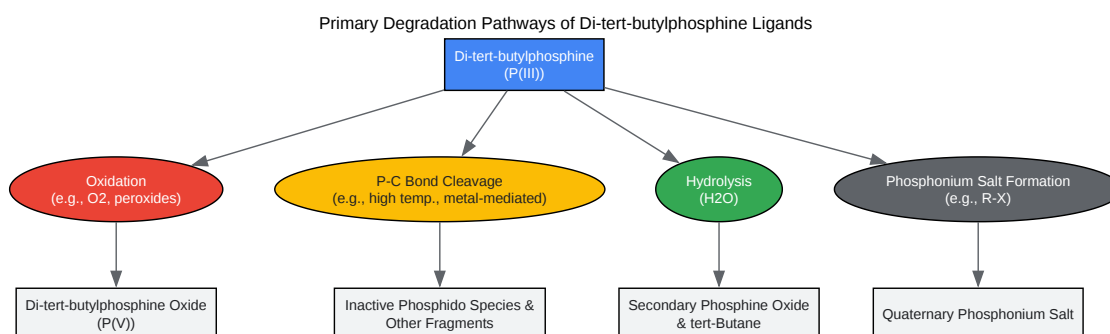 Primary Degradation Pathways of Di-tert-butylphosphine Ligands
Di-tert-butylphosphine
(P(III))
Oxidation
(e.g., O2, peroxides)
P-C Bond Cleavage
(e.g., high temp., metal-mediated)
Hydrolysis
(H2O)
Phosphonium Salt Formation
(e.g., R-X)
Di-tert-butylphosphine Oxide
(P(V))
Inactive Phosphido Species &
Other Fragments
Secondary Phosphine Oxide
& tert-Butane
Quaternary Phosphonium Salt